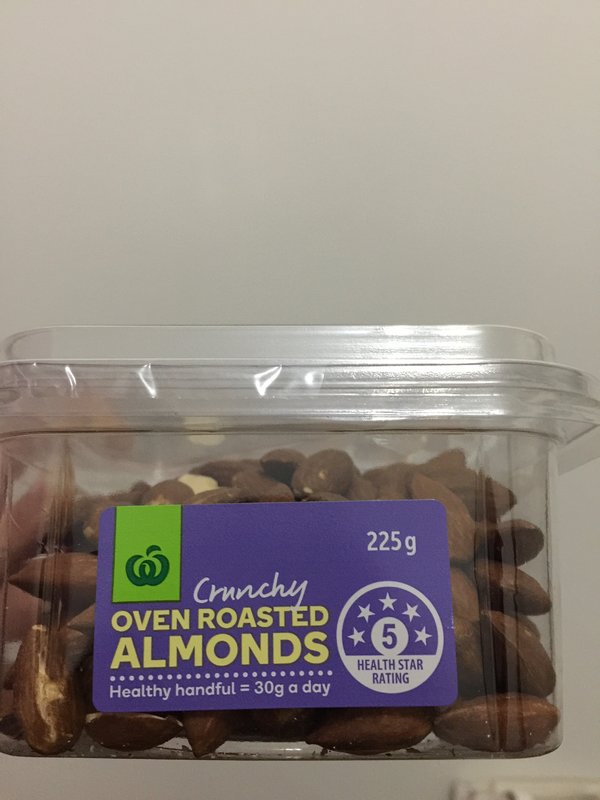 225g
Crunchy
OVEN ROASTED
ALMONDS
Healthy handful = 30g a day
5
HEALTH STAR
RATING